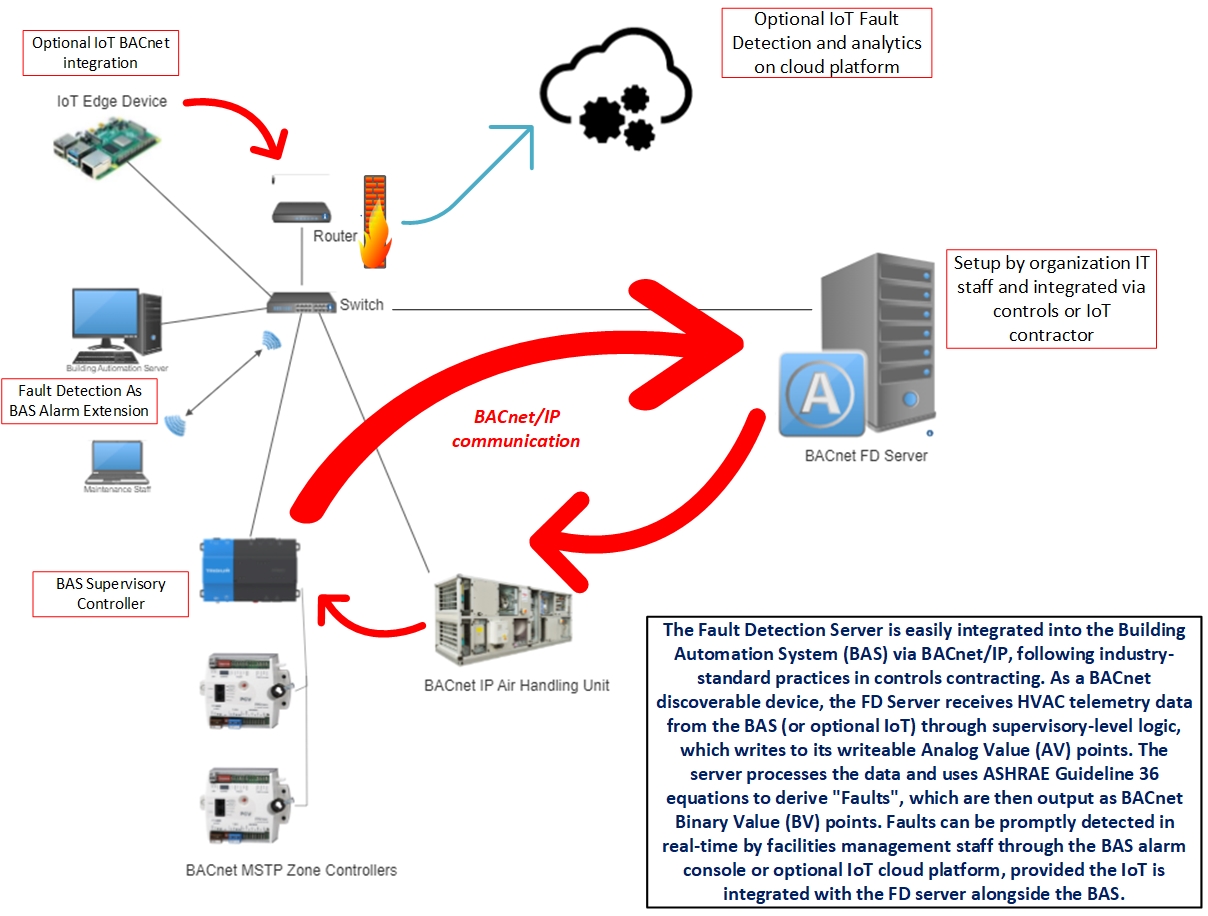 Optional IoT BACnet
integration
IoT Edge Device
Optional IoT Fault
Detection and analytics
on cloud platform
Router
Switch
Building Automation Server
Fault Detection As
BAS Alarm Extension
Maintenance Staff
BACnet/IP
communication
Setup by organization IT
staff and integrated via
controls or IoT
contractor
A
BACnet FD Server
BAS Supervisory
Controller
BACnet IP Air Handling Unit
BACnet MSTP Zone Controllers
The Fault Detection Server is easily integrated into the Building
Automation System (BAS) via BACnet/IP, following industry-
standard practices in controls contracting. As a BACnet
discoverable device, the FD Server receives HVAC telemetry data
from the BAS (or optional IoT) through supervisory-level logic,
which writes to its writeable Analog Value (AV) points. The
server processes the data and uses ASHRAE Guideline 36
equations to derive "Faults", which are then output as BACnet
Binary Value (BV) points. Faults can be promptly detected in
real-time by facilities management staff through the BAS alarm
console or optional IoT cloud platform, provided the IoT is
integrated with the FD server alongside the BAS.